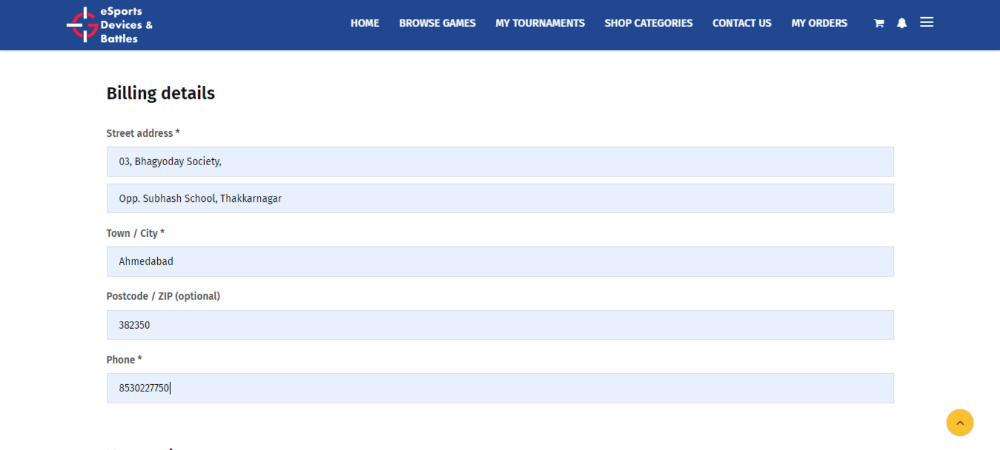 eSports
Devices &
Battles
HOME BROWSE GAMES MY TOURNAMENTS SHOP CATEGORIES CONTACT US MY ORDERS
Billing details
Street address *
03, Bhagyoday Society,
Opp. Subhash School, Thakkarnagar
Town / City *
Ahmedabad
Postcode / ZIP (optional)
382350
Phone *
8530227750